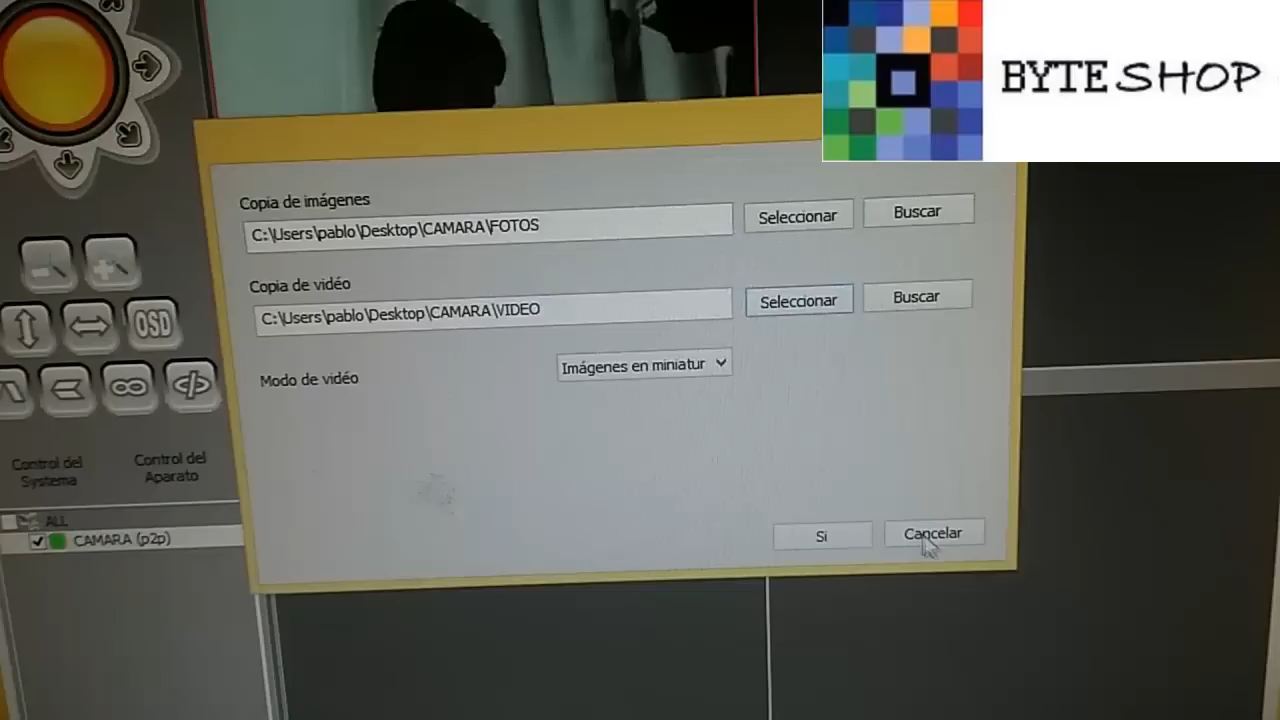 BYTE SHOP
Copia de imágenes
C:\Users\pablo\Desktop\CAMARA\FOTOS
Seleccionar
Buscar
Copia de vidéo
C:\Users\pablo\Desktop\CAMARA\VIDEO
Seleccionar
Buscar
Modo de vidéo
Imágenes en miniatur
OSD
Control del
Systema
Control del
Aparato
ALL
CAMARA (p2p)
Si
Cancelar